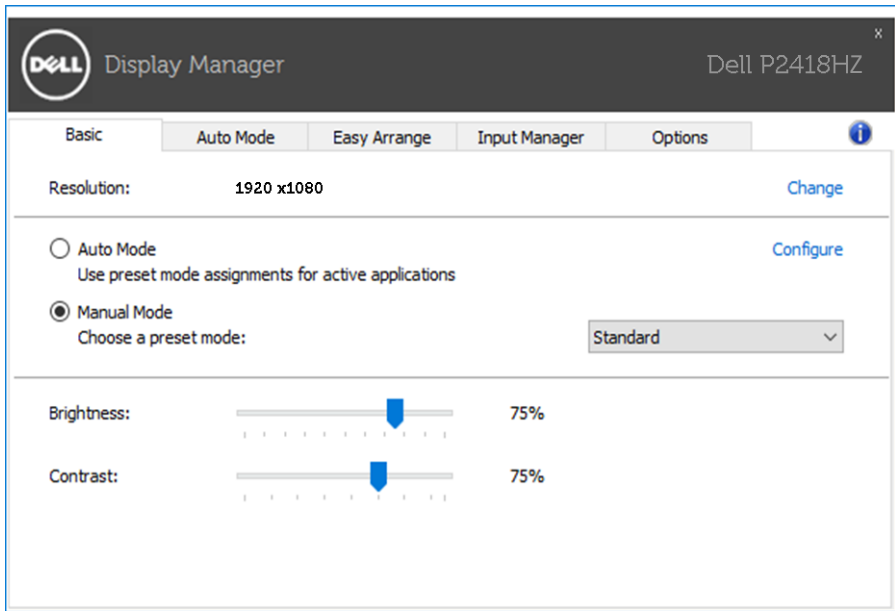 DELL Display Manager
Dell P2418HZ
x
Basic Auto Mode Easy Arrange Input Manager Options i
Resolution: 1920 x1080 Change
Auto Mode Configure
Use preset mode assignments for active applications
Manual Mode
Choose a preset mode: Standard
Brightness: 75%
Contrast: 75%